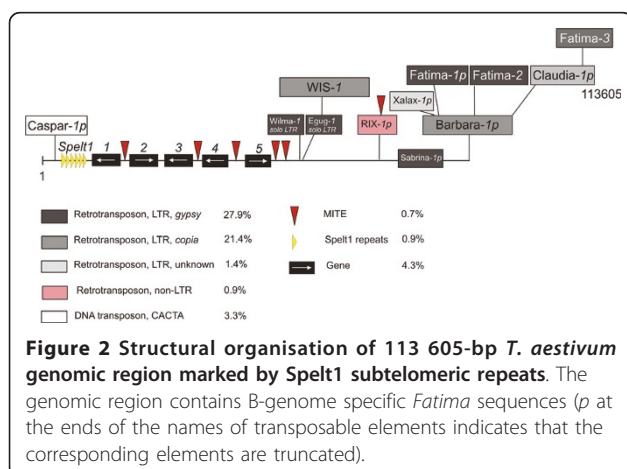 Fatima-3
Fatima-1p Fatima-2 Claudia-1p
113605
WIS-1
Xalax-1p
Caspar-1p
Wilma-1 solo LTR
Egug-1 solo LTR
RIX-1p
Barbara-1p
Spelt1 1 2 3 4 5
Sabrina-1p
1
Retrotransposon, LTR, gypsy 27.9%
Retrotransposon, LTR, copia 21.4%
Retrotransposon, LTR, unknown 1.4%
Retrotransposon, non-LTR 0.9%
DNA transposon, CACTA 3.3%
MITE 0.7%
Spelt1 repeats 0.9%
Gene 4.3%
Figure 2 Structural organisation of 113 605-bp T. aestivum
genomic region marked by Spelt1 subtelomeric repeats. The
genomic region contains B-genome specific Fatima sequences (p at
the ends of the names of transposable elements indicates that the
corresponding elements are truncated).